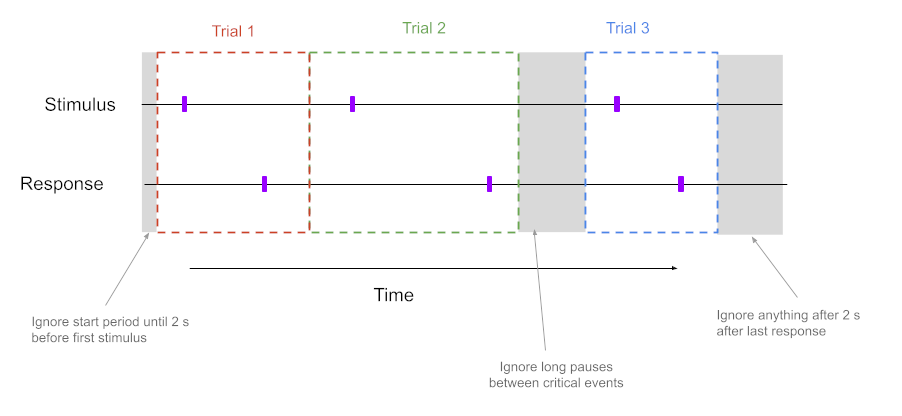 Trial 1
Trial 2
Trial 3
Stimulus
Response
Time
Ignore start period until 2 s
before first stimulus
Ignore long pauses
between critical events
Ignore anything after 2 s
after last response